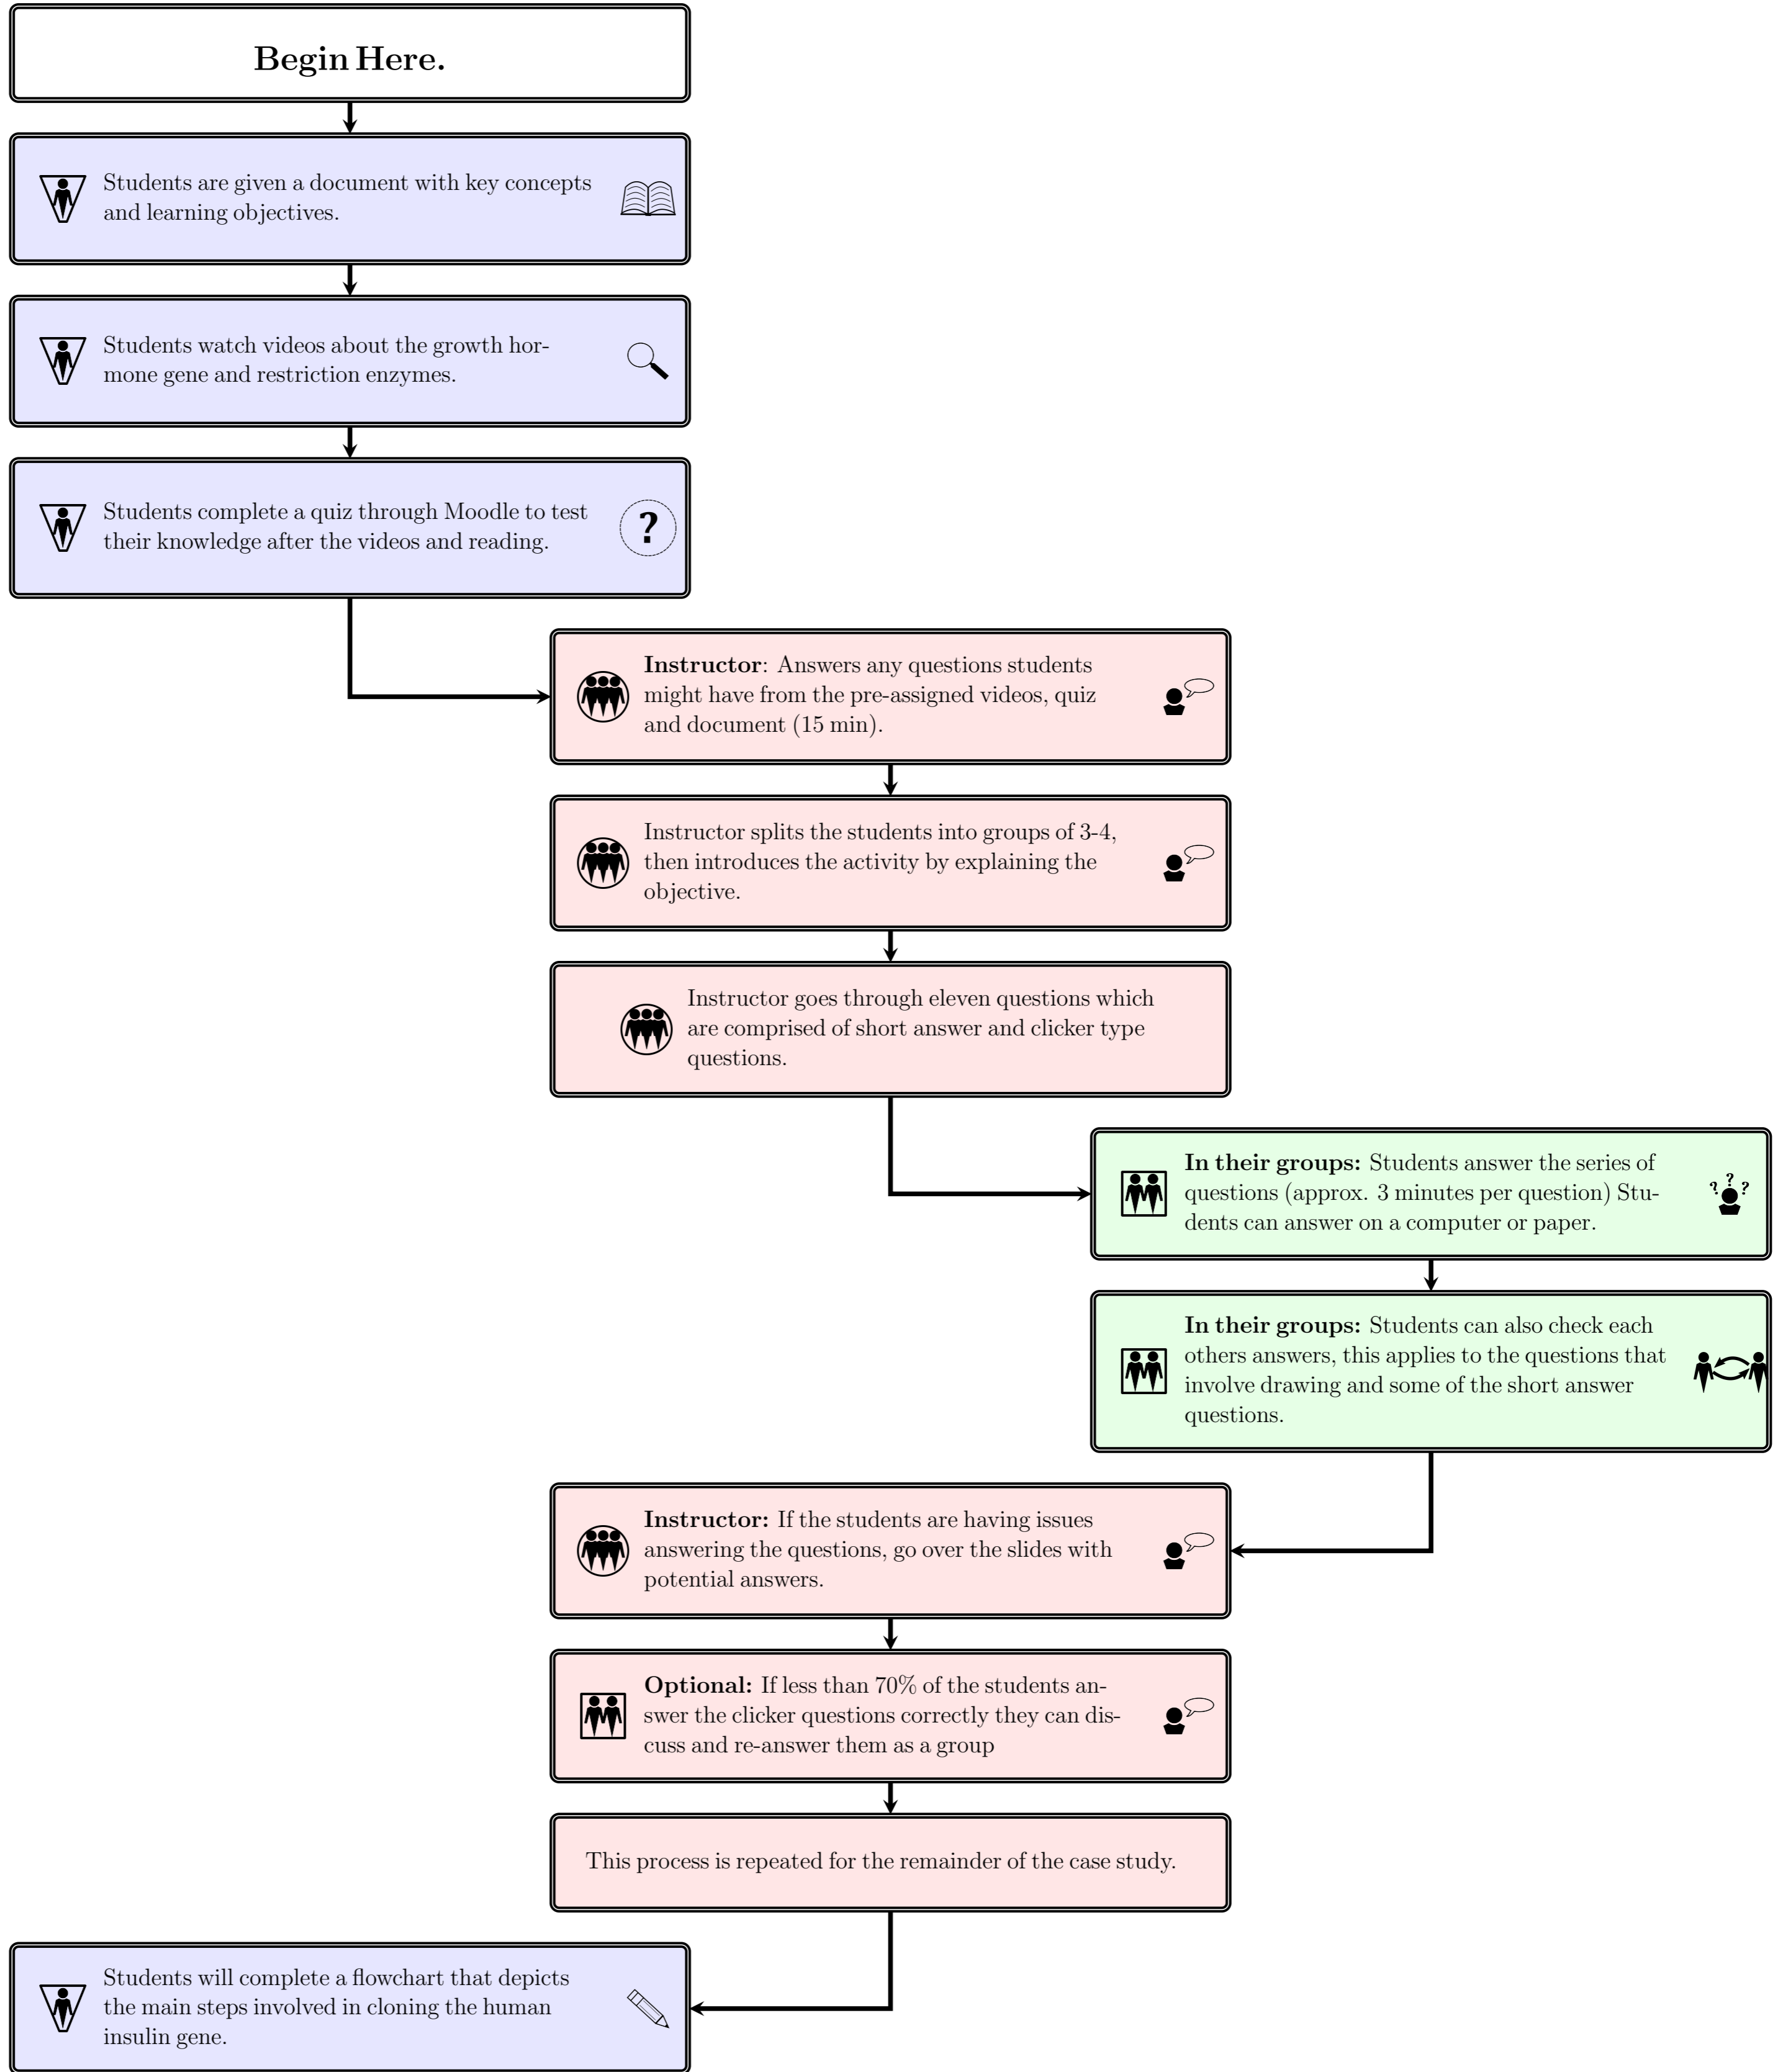 Begin Here.
Students are given a document with key concepts
and learning objectives.
Students watch videos about the growth hor-
mone gene and restriction enzymes.
Students complete a quiz through Moodle to test
their knowledge after the videos and reading.
?
Instructor: Answers any questions students
might have from the pre-assigned videos, quiz
and document (15 min).
Instructor splits the students into groups of 3-4,
then introduces the activity by explaining the
objective.
Instructor goes through eleven questions which
are comprised of short answer and clicker type
questions.
In their groups: Students answer the series of
questions (approx. 3 minutes per question) Stu-
dents can answer on a computer or paper.
? ? ?
In their groups: Students can also check each
others answers, this applies to the questions that
involve drawing and some of the short answer
questions.
Instructor: If the students are having issues
answering the questions, go over the slides with
potential answers.
Optional: If less than 70% of the students an-
swer the clicker questions correctly they can dis-
cuss and re-answer them as a group
This process is repeated for the remainder of the case study.
Students will complete a flowchart that depicts
the main steps involved in cloning the human
insulin gene.